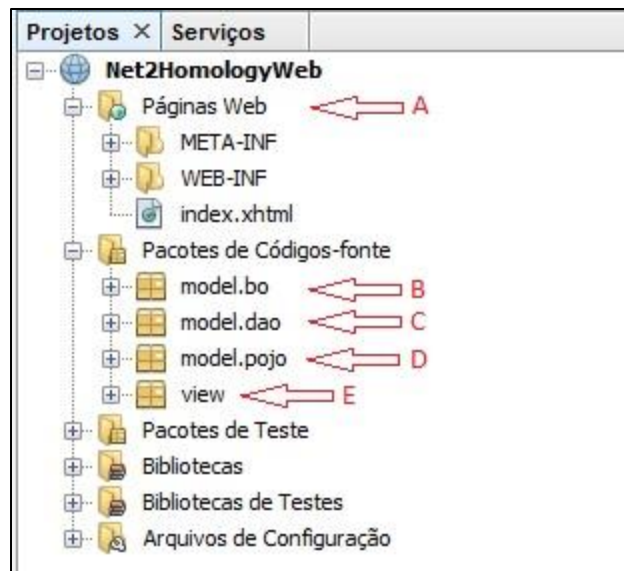 Projetos × Serviços
Net2HomologyWeb
Páginas Web A
META-INF
WEB-INF
index.xhtml
Pacotes de Códigos-fonte
model.bo B
model.dao C
model.pojo D
view E
Pacotes de Teste
Bibliotecas
Bibliotecas de Testes
Arquivos de Configuração